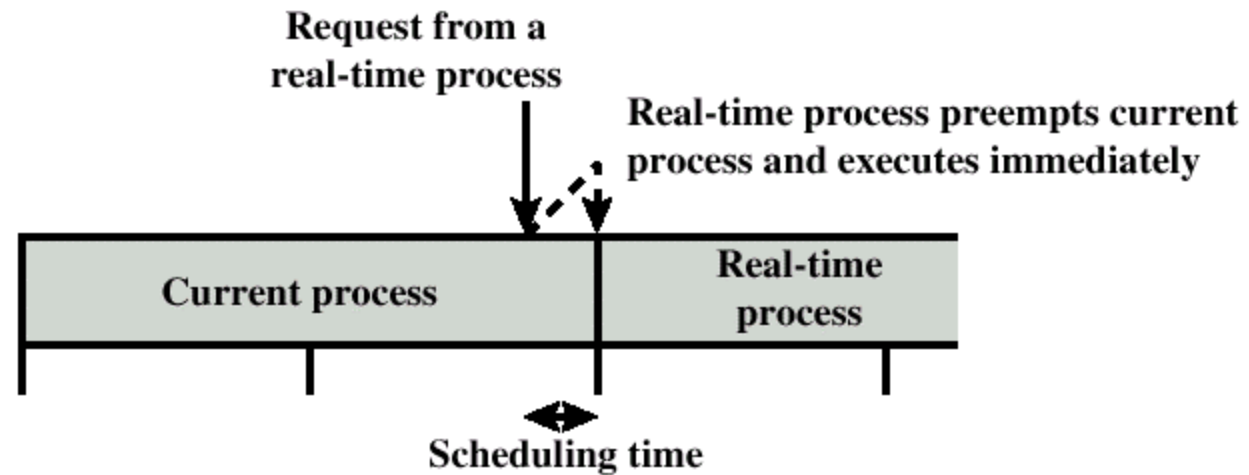 Request from a
real-time process
Real-time process preempts current
process and executes immediately
Current process
Real-time
process
Scheduling time